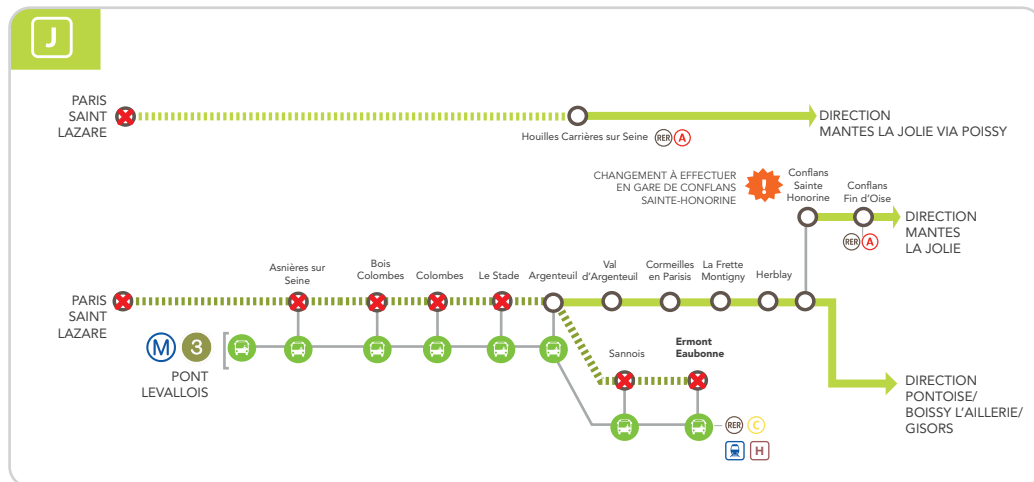 J
PARIS
SAINT
LAZARE
Houilles Carrières sur Seine RER A
DIRECTION
MANTES LA JOLIE VIA POISSY
CHANGEMENT À EFFECTUER
EN GARE DE CONFLANS
SAINTE-HONORINE
!
Conflans
Sainte
Honorine
Conflans
Fin d'Oise
RER A
DIRECTION
MANTES
LA JOLIE
PARIS
SAINT
LAZARE
Asnières sur
Seine
Bois
Colombes
Colombes
Le Stade
Argenteuil
Val
d'Argenteuil
Cormeilles
en Parisis
La Frette
Montigny
Herblay
M 3
PONT
LEVALLOIS
Sannois
Ermont
Eaubonne
RER C
H
DIRECTION
PONTOISE/
BOISSY L'AILLERIE/
GISORS